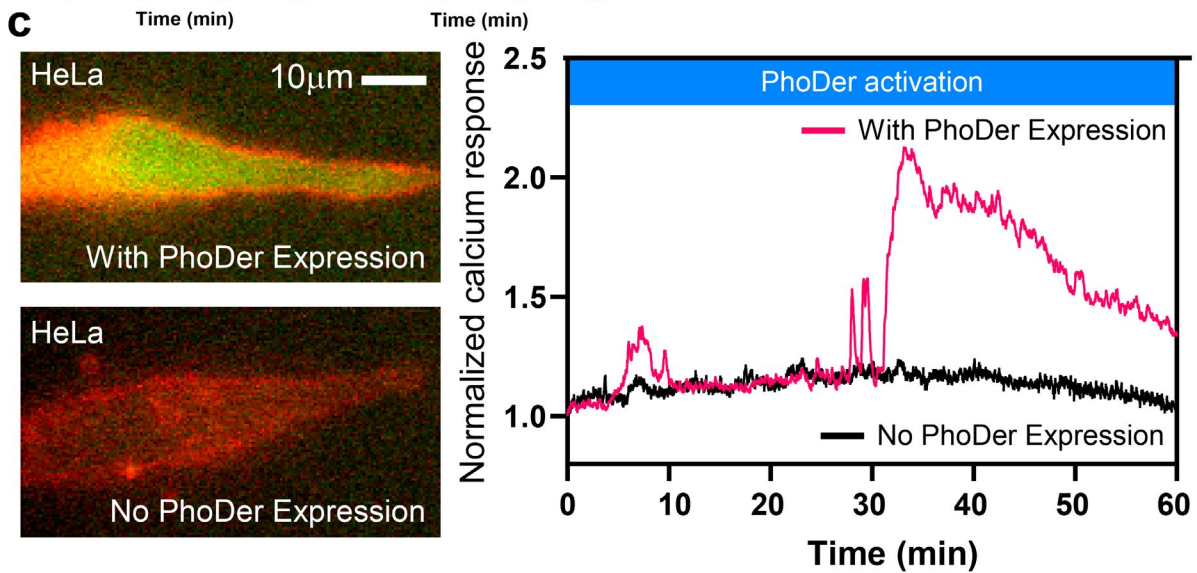 c
Time (min)
Time (min)
HeLa
10μm
With PhoDer Expression
HeLa
No PhoDer Expression
Normalized calcium response
2.5
2.0
1.5
1.0
PhoDer activation
With PhoDer Expression
No PhoDer Expression
0 10 20 30 40 50 60
Time (min)